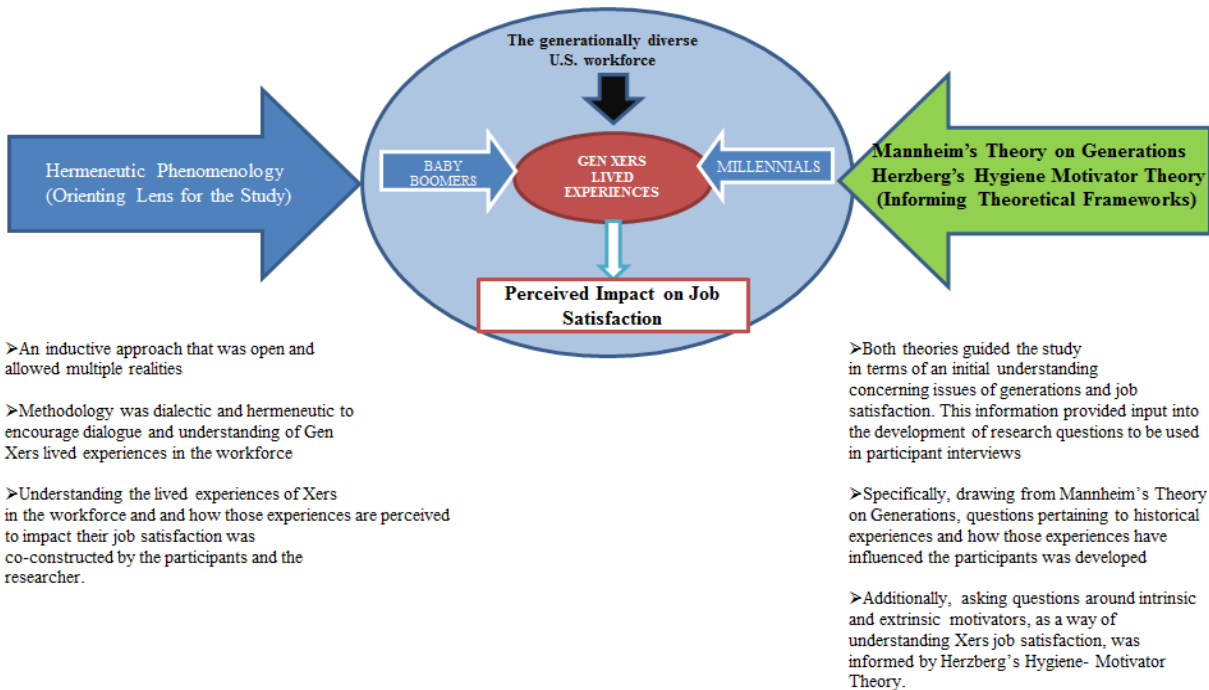 The generationally diverse
U.S. workforce
Hermeneutic Phenomenology
(Orienting Lens for the Study)
BABY
BOOMERS
GEN XERS
LIVED
EXPERIENCES
MILLENNIALS
Mannheim's Theory on Generations
Herzberg's Hygiene Motivator Theory
(Informing Theoretical Frameworks)
Perceived Impact on Job
Satisfaction
➢An inductive approach that was open and
allowed multiple realities
➢Methodology was dialectic and hermeneutic to
encourage dialogue and understanding of Gen
Xers lived experiences in the workforce
➢Understanding the lived experiences of Xers
in the workforce and and how those experiences are perceived
to impact their job satisfaction was
co-constructed by the participants and the
researcher.
➢Both theories guided the study
in terms of an initial understanding
concerning issues of generations and job
satisfaction. This information provided input into
the development of research questions to be used
in participant interviews
➢Specifically, drawing from Mannheim's Theory
on Generations, questions pertaining to historical
experiences and how those experiences have
influenced the participants was developed
➢Additionally, asking questions around intrinsic
and extrinsic motivators, as a way of
understanding Xers job satisfaction, was
informed by Herzberg's Hygiene- Motivator
Theory.